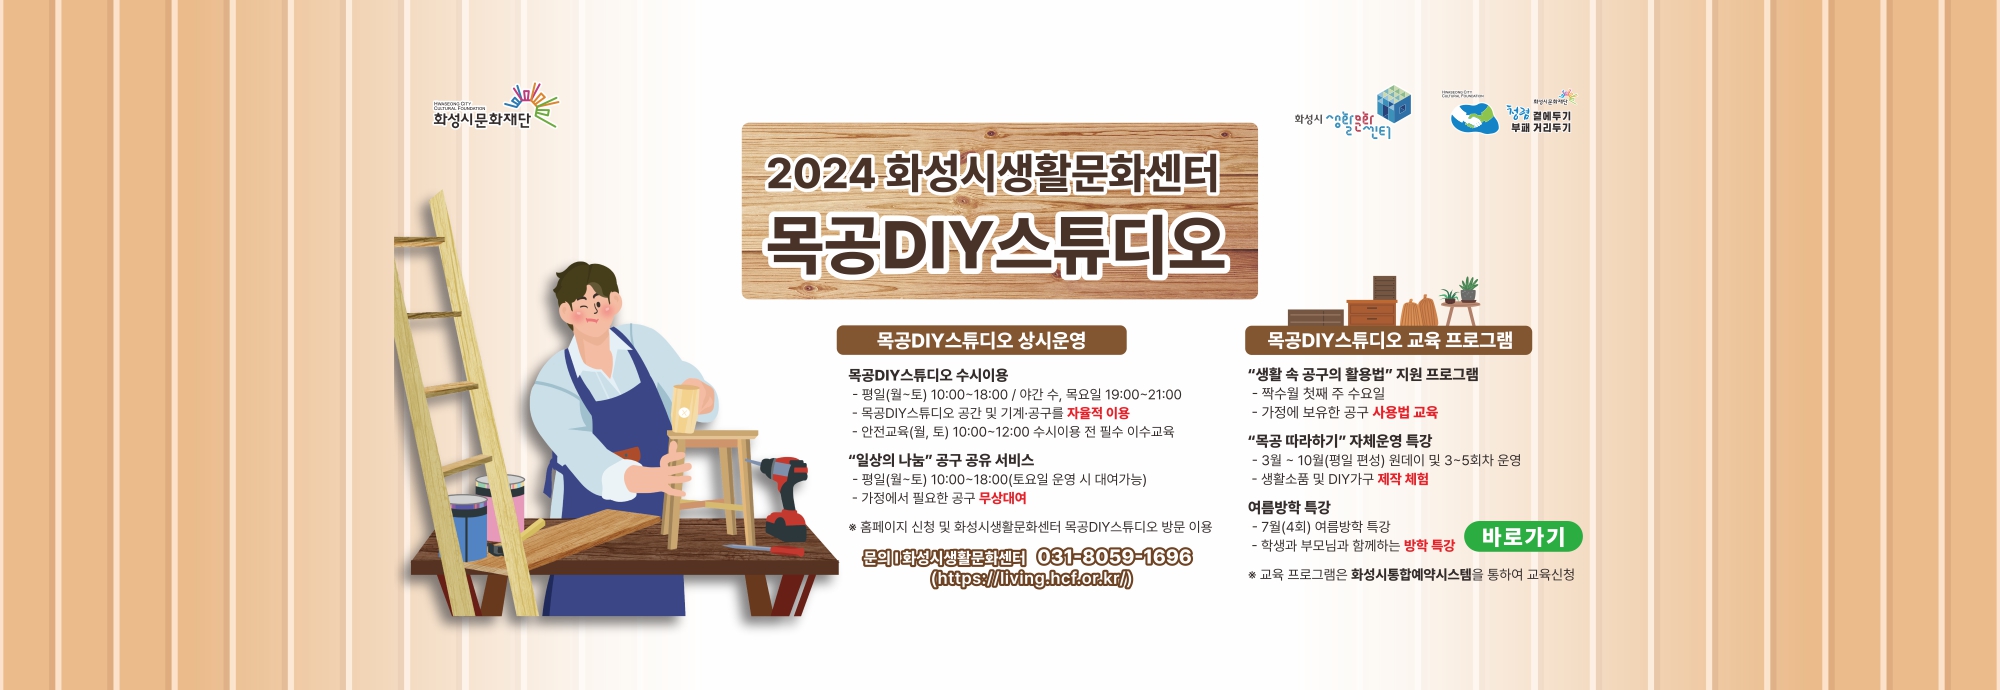 HWASEONG CITY
CULTURAL FOUNDATION
화성시문화재단
화성시 생활문화센터
HWASEONG CITY
CULTURAL FOUNDATION
화성시문화재단
청렴 곁에두기
부패 거리두기
2024 화성시생활문화센터
목공DIY스튜디오
목공DIY스튜디오 상시운영
목공DIY스튜디오 수시이용
- 평일(월~토) 10:00~18:00 / 야간 수, 목요일 19:00~21:00
- 목공DIY스튜디오 공간 및 기계·공구를 자율적 이용
- 안전교육(월, 토) 10:00~12:00 수시이용 전 필수 이수교육
“일상의 나눔” 공구 공유 서비스
- 평일(월~토) 10:00~18:00(토요일 운영 시 대여가능)
- 가정에서 필요한 공구 무상대여
※ 홈페이지 신청 및 화성시생활문화센터 목공DIY스튜디오 방문 이용
문의 | 화성시생활문화센터 031-8059-1696
(https://living.hcf.or.kr/)
목공DIY스튜디오 교육 프로그램
“생활 속 공구의 활용법” 지원 프로그램
- 짝수월 첫째 주 수요일
- 가정에 보유한 공구 사용법 교육
“목공 따라하기” 자체운영 특강
- 3월 ~ 10월(평일 편성) 원데이 및 3~5회차 운영
- 생활소품 및 DIY가구 제작 체험
여름방학 특강
- 7월(4회) 여름방학 특강
- 학생과 부모님과 함께하는 방학 특강
바로가기
※ 교육 프로그램은 화성시통합예약시스템을 통하여 교육신청